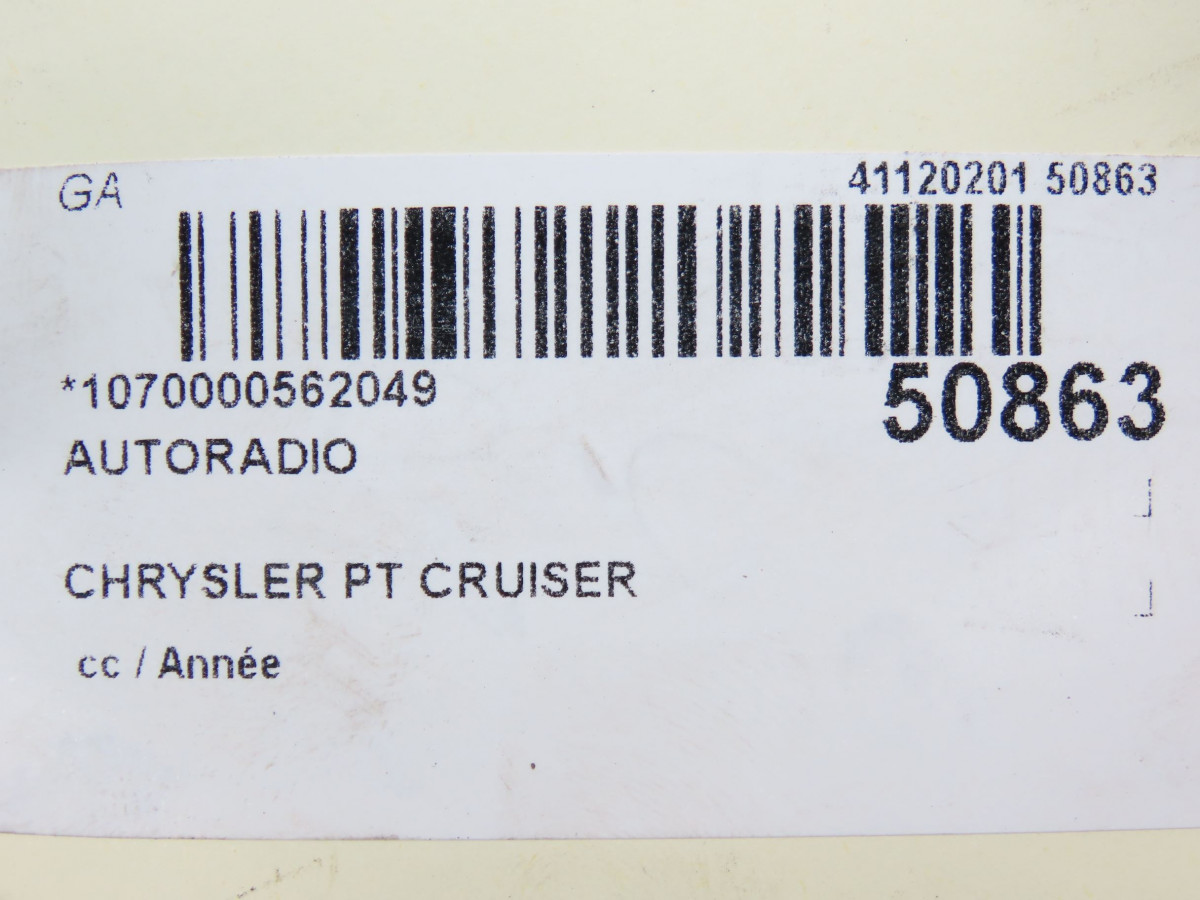 GA
41120201 50863
*1070000562049
50863
AUTORADIO
CHRYSLER PT CRUISER
cc / Année